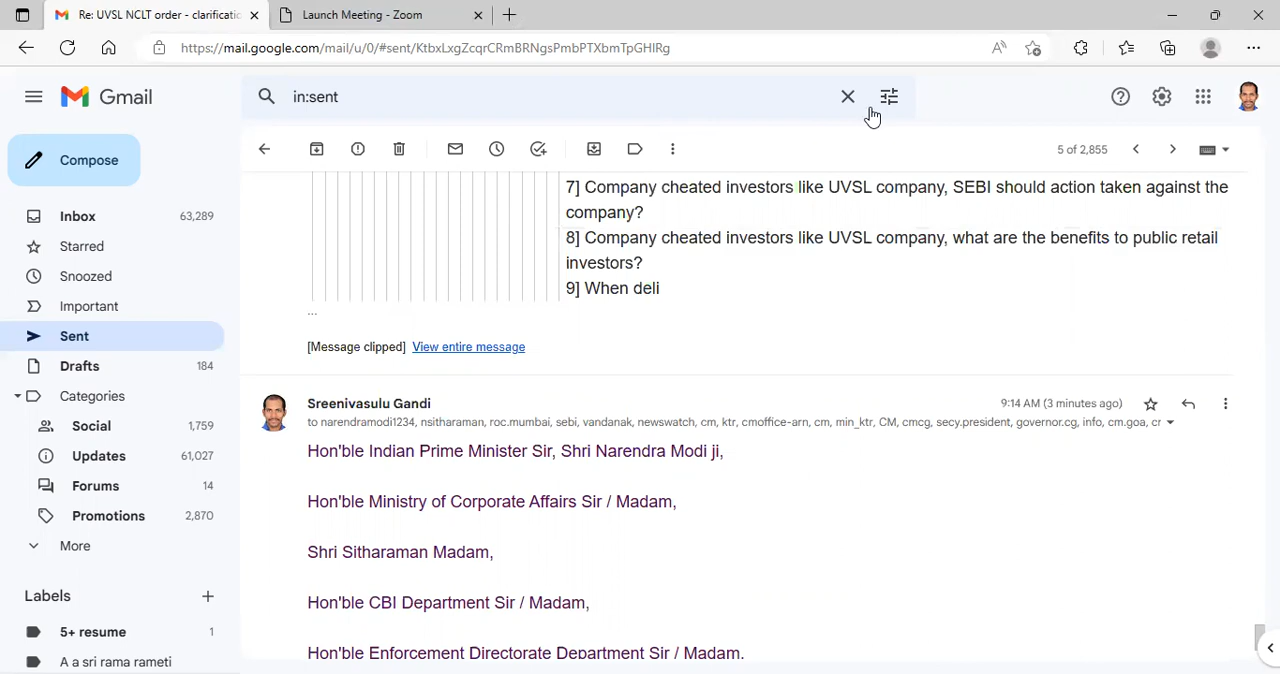 Re: UVSL NCLT order - clarificatio
Launch Meeting - Zoom
https://mail.google.com/mail/u/0/#sent/KtbxLxgZcqrCRmBRNgsPmbPTXbmTpGHlRg
Gmail
in:sent
Compose
5 of 2,855
7] Company cheated investors like UVSL company, SEBI should action taken against the
company?
8] Company cheated investors like UVSL company, what are the benefits to public retail
investors?
9] When deli
...
[Message clipped] View entire message
Inbox 63,289
Starred
Snoozed
Important
Sent
Drafts 184
Categories
Social 1,759
Updates 61,027
Forums 14
Promotions 2,870
More
Labels
5+ resume 1
A a sri rama rameti
Sreenivasulu Gandi 9:14 AM (3 minutes ago)
to narendramodi1234, nsitharaman, roc.mumbai, sebi, vandanak, newswatch, cm, ktr, cmoffice-arn, cm, min_ktr, CM, cmcg, secy.president, governor.cg, info, cm.goa, cr
Hon'ble Indian Prime Minister Sir, Shri Narendra Modi ji,
Hon'ble Ministry of Corporate Affairs Sir / Madam,
Shri Sitharaman Madam,
Hon'ble CBI Department Sir / Madam,
Hon'ble Enforcement Directorate Department Sir / Madam.